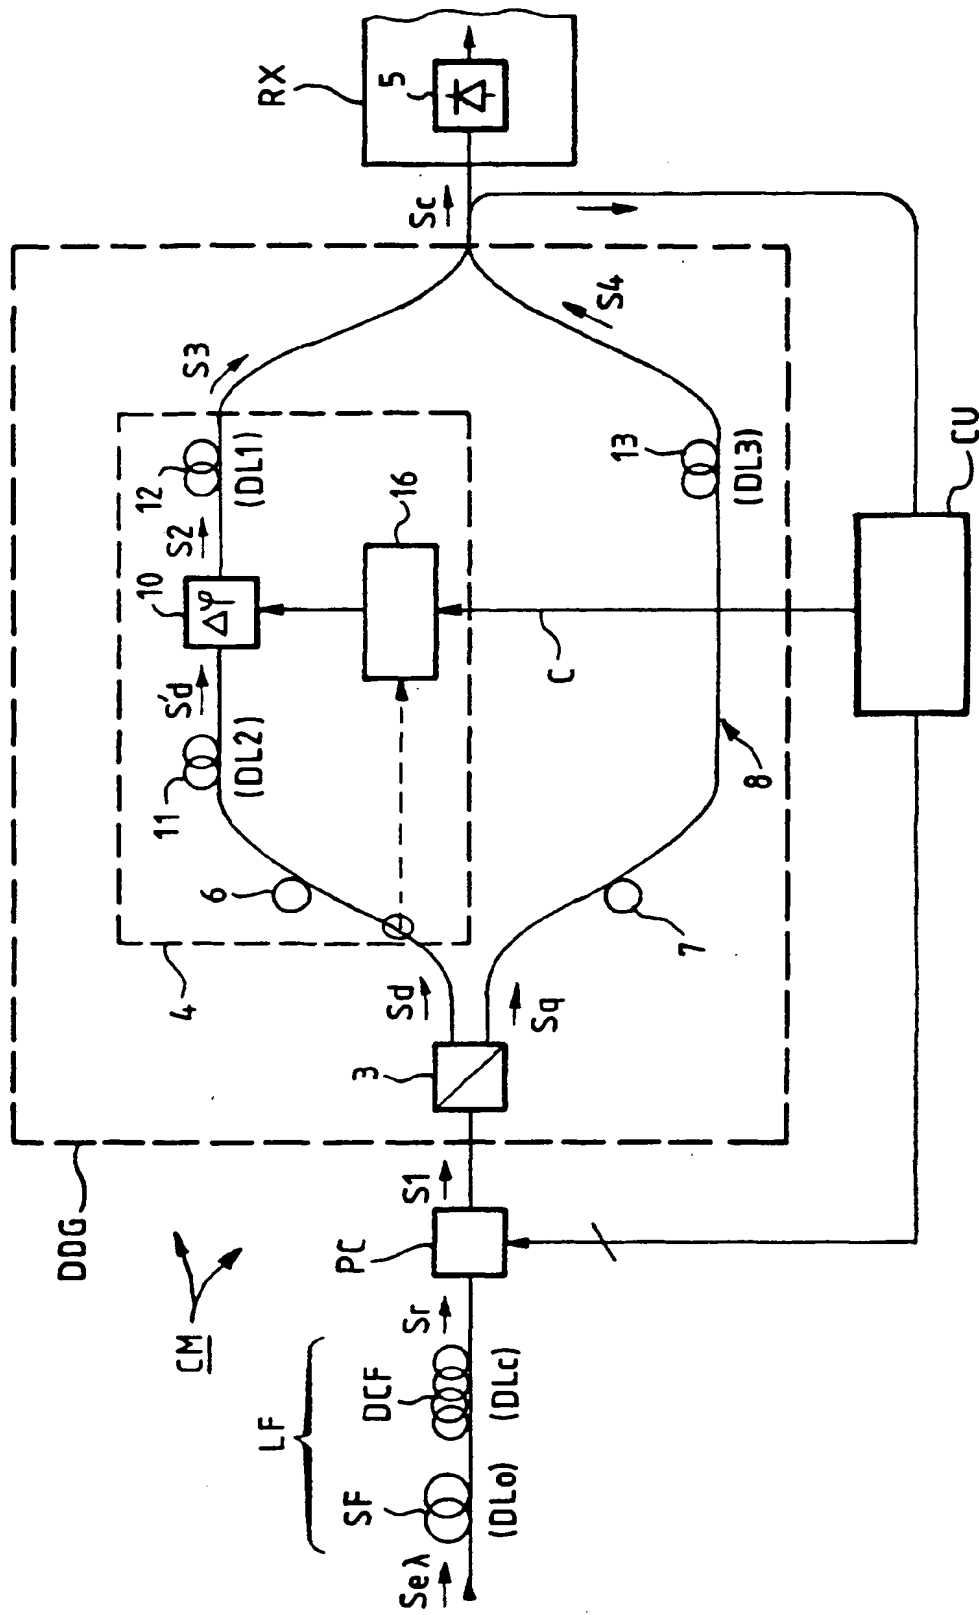 RX
5
Sc
S3
S4
12
(DL1)
S2
10
Δφ
S'd
11
(DL2)
6
4
16
C
13
(DL3)
8
7
CU
Sd
Sq
3
DDG
S1
PC
CM
Sr
LF
DCF
(DLc)
SF
(DLo)
Seλ